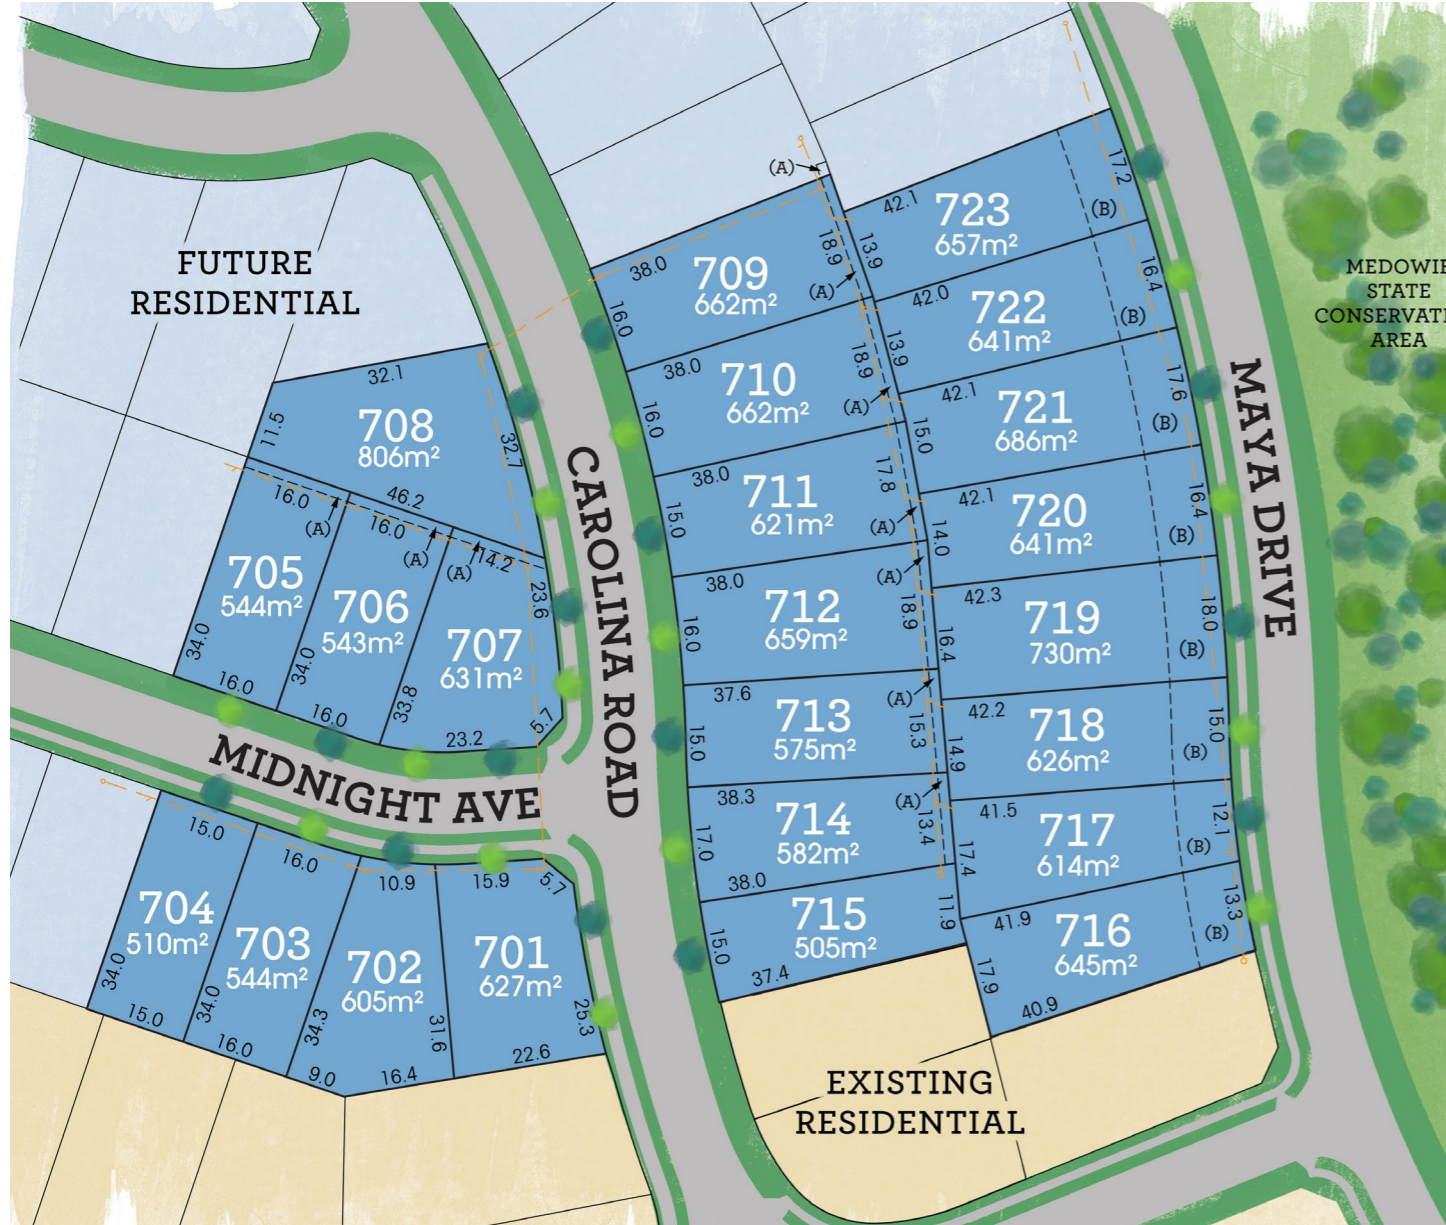 FUTURE
RESIDENTIAL
MEDOWIE
STATE
CONSERVATI
AREA
CAROLINA ROAD
MAYA DRIVE
MIDNIGHT AVE
EXISTING
RESIDENTIAL
708
806m²
32.1
11.5
32.7
46.2
705
544m²
16.0
34.0
16.0
(A)
706
543m²
16.0
34.0
16.0
(A)
707
631m²
14.2
23.6
33.8
23.2
5.7
(A)
704
510m²
15.0
34.0
15.0
703
544m²
16.0
34.0
16.0
702
605m²
10.9
34.3
9.0
16.4
701
627m²
15.9
5.7
31.6
25.3
22.6
(A)
709
662m²
38.0
16.0
18.9
(A)
710
662m²
38.0
16.0
18.9
(A)
711
621m²
38.0
15.0
17.8
(A)
712
659m²
38.0
16.0
18.9
(A)
713
575m²
37.6
15.0
15.3
(A)
714
582m²
38.3
17.0
13.4
(A)
715
505m²
38.0
15.0
11.9
37.4
723
657m²
42.1
13.9
17.2
(B)
722
641m²
42.0
13.9
16.4
(B)
721
686m²
42.1
15.0
17.6
(B)
720
641m²
42.1
14.0
16.4
(B)
719
730m²
42.3
16.4
18.0
(B)
718
626m²
42.2
14.9
15.0
(B)
717
614m²
41.5
17.4
12.1
(B)
716
645m²
41.9
17.9
13.3
40.9
(B)